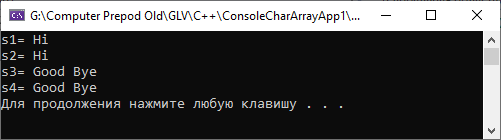 G:\Computer Prepod Old\GLV\C++\ConsoleCharArrayApp1\...
s1= Hi
s2= Hi
s3= Good Bye
s4= Good Bye
Для продолжения нажмите любую клавишу . . .